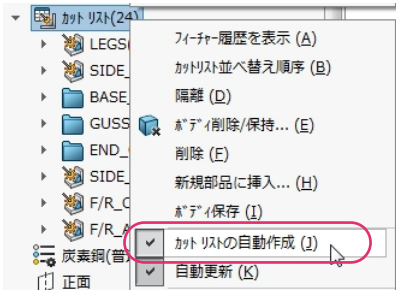 カット リスト(24)
LEGS(
SIDE_
BASE_
GUSS
END_
SIDE_
F/R_C
F/R_A
炭素鋼(普
正面
フィーチャー履歴を表示 (A)
カットリスト並べ替え順序 (B)
隔離 (D)
ボディ削除/保持... (E)
削除 (F)
新規部品に挿入... (H)
ボディ保存 (I)
カット リストの自動作成 (J)
自動更新 (K)